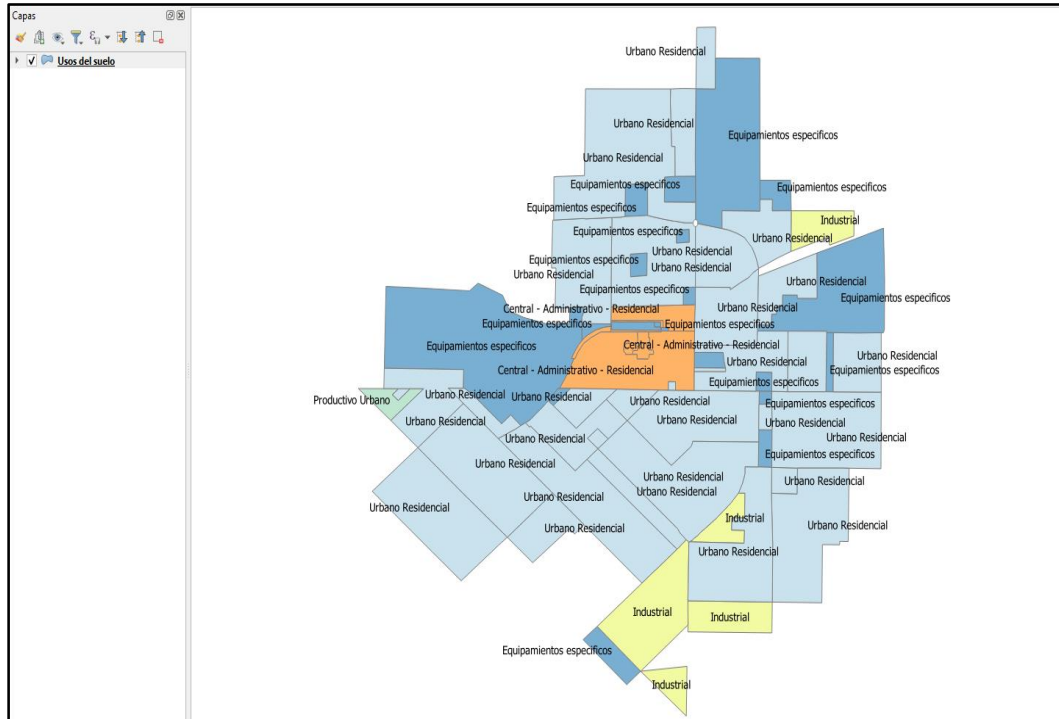 Capas
Usos del suelo
Urbano Residencial
Urbano Residencial
Equipamientos especificos
Urbano Residencial
Equipamientos especificos
Equipamientos especificos
Equipamientos especificos
Industrial
Equipamientos especificos
Urbano Residencial
Urbano Residencial
Equipamientos especificos
Urbano Residencial
Urbano Residencial
Urbano Residencial
Equipamientos especificos
Equipamientos especificos
Central - Administrativo - Residencial
Urbano Residencial
Equipamientos especificos
Equipamientos especificos
Equipamientos especificos
Central - Administrativo - Residencial
Urbano Residencial
Urbano Residencial
Central - Administrativo - Residencial
Equipamientos especificos
Equipamientos especificos
Urbano Residencial
Urbano Residencial
Productivo Urbano
Urbano Residencial
Equipamientos especificos
Urbano Residencial
Urbano Residencial
Urbano Residencial
Urbano Residencial
Equipamientos especificos
Urbano Residencial
Urbano Residencial
Urbano Residencial
Urbano Residencial
Urbano Residencial
Urbano Residencial
Industrial
Urbano Residencial
Urbano Residencial
Urbano Residencial
Industrial
Industrial
Equipamientos especificos
Industrial